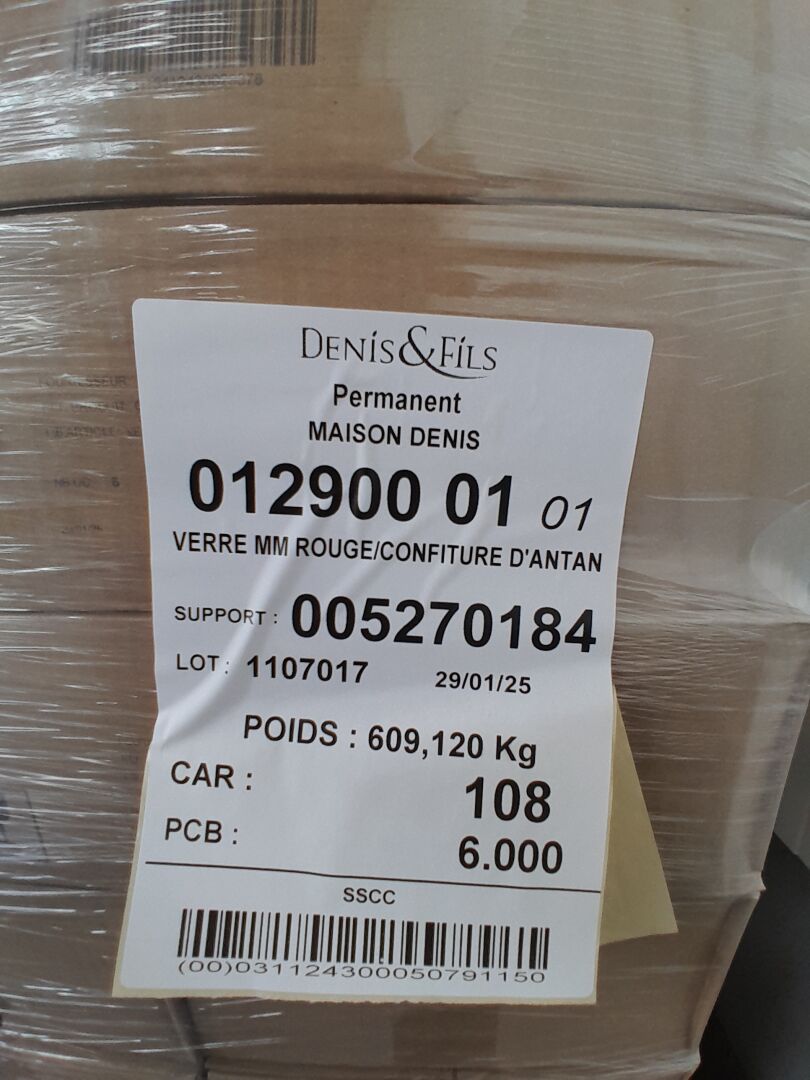 DENIS&FILS
Permanent
MAISON DENIS
012900 01 01
VERRE MM ROUGE/CONFITURE D'ANTAN
SUPPORT : 005270184
LOT : 1107017 29/01/25
POIDS : 609,120 Kg
CAR : 108
PCB : 6.000
SSCC
(00)031124300050791150